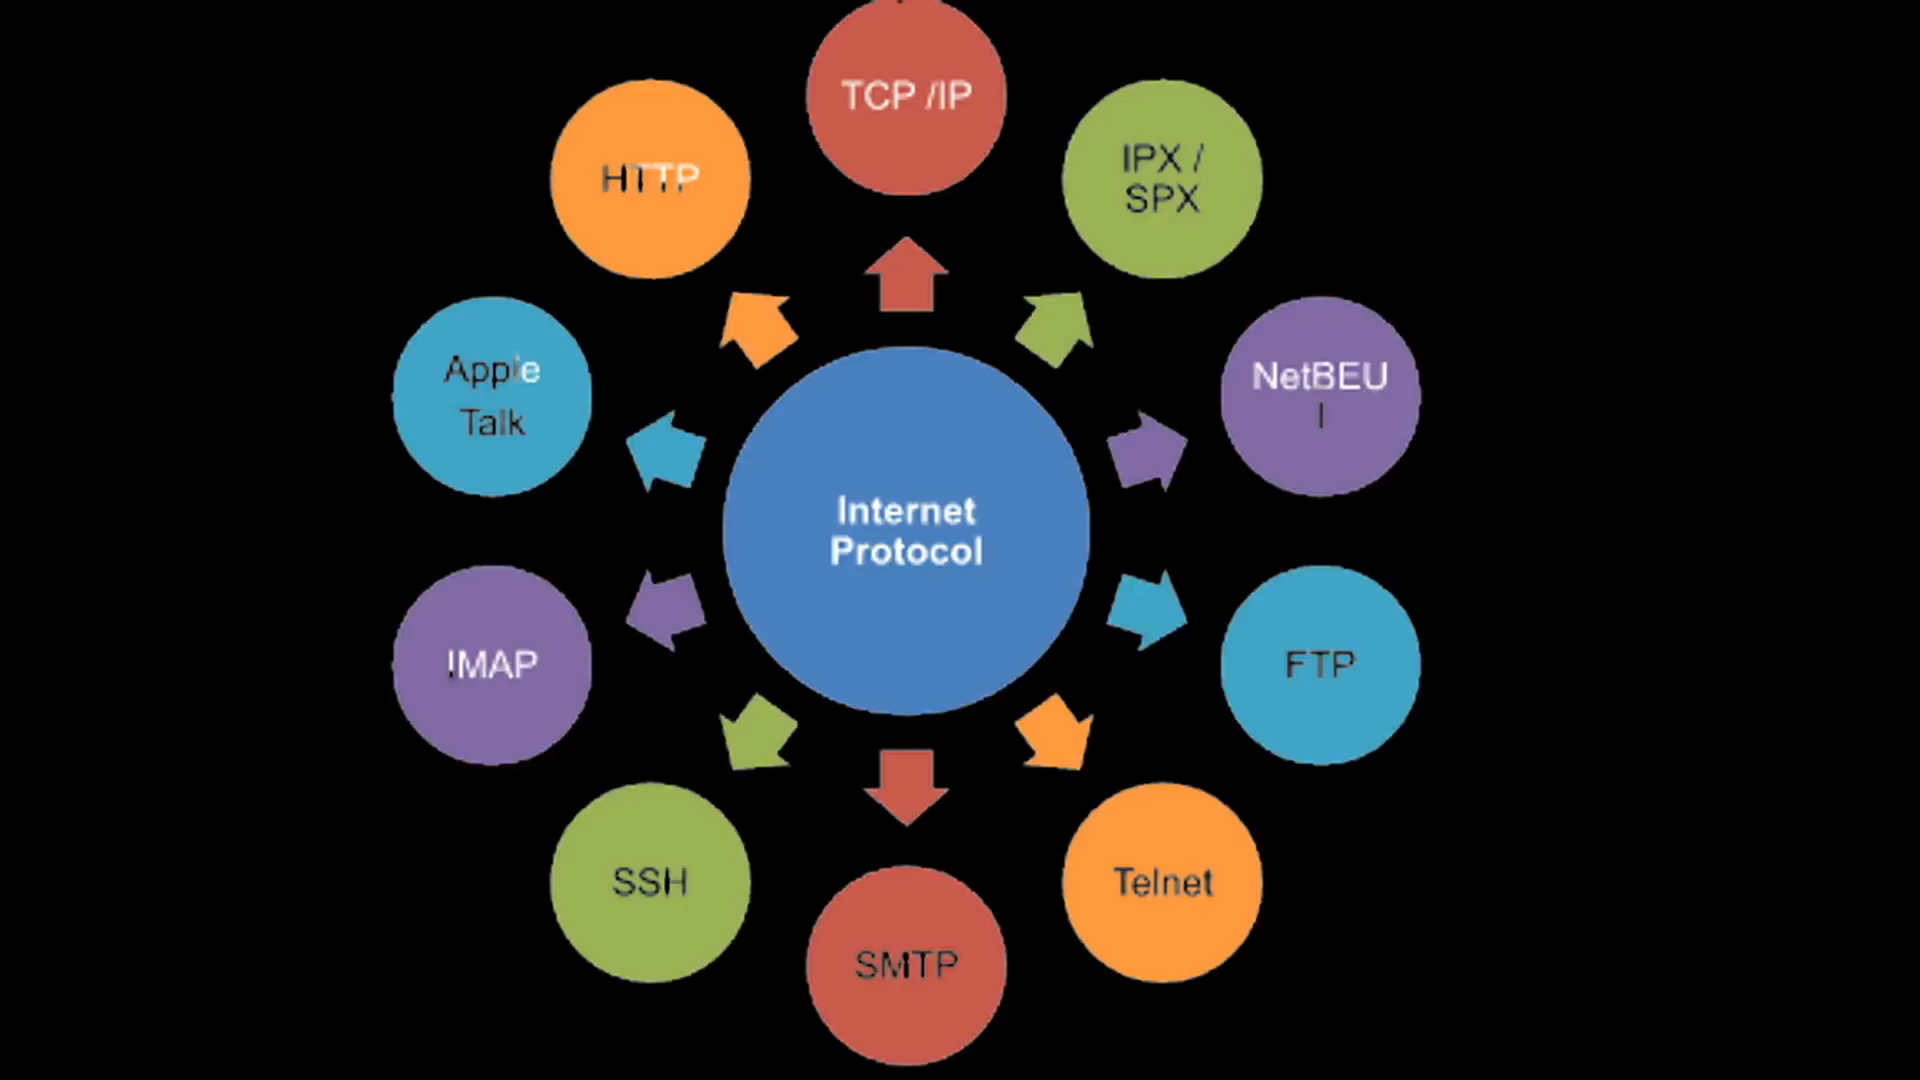 TCP /IP
IPX /
SPX
NetBEU
I
FTP
Telnet
SMTP
SSH
IMAP
Apple
Talk
HTTP
Internet
Protocol